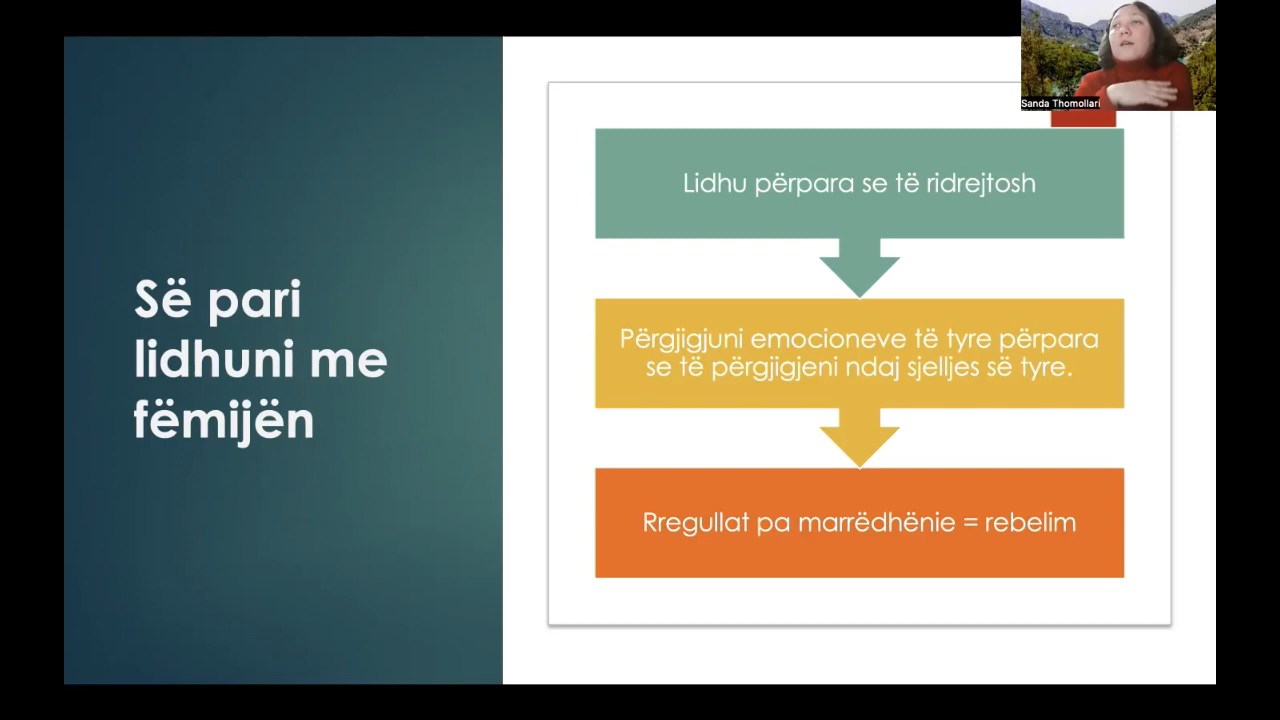 Sanda Thomollari
Së pari
lidhuni me
fëmijën
Lidhu përpara se të ridrejtosh
Përgjigjuni emocioneve të tyre përpara
se të përgjigjeni ndaj sjelljes së tyre.
Rregullat pa marrëdhënie = rebelim